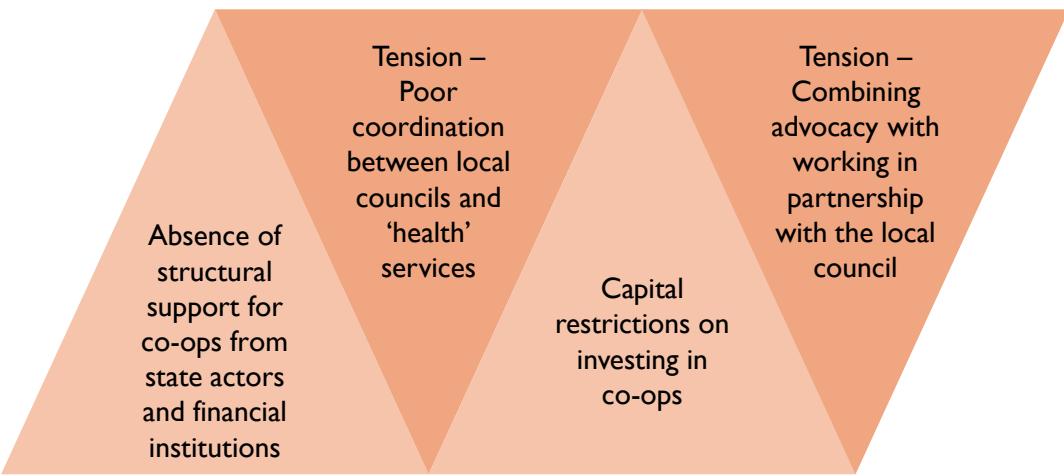 Absence of
structural
support for
co-ops from
state actors
and financial
institutions
Tension –
Poor
coordination
between local
councils and
‘health’
services
Capital
restrictions on
investing in
co-ops
Tension –
Combining
advocacy with
working in
partnership
with the local
council